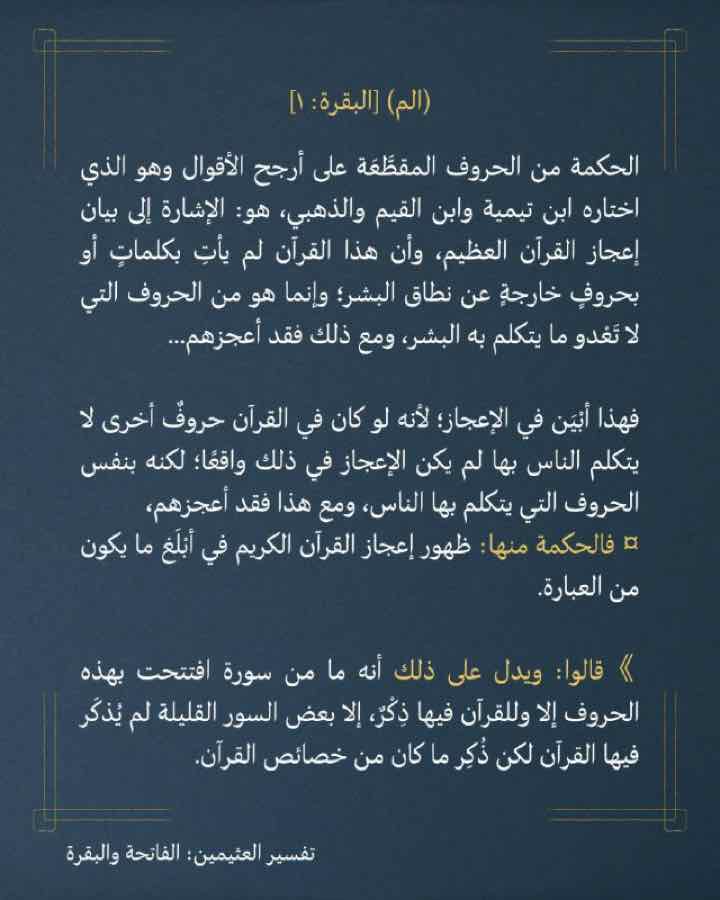 (الم) [البقرة: ١]
الحكمة من الحروف المقطَّعَة على أرجح الأقوال وهو الذي
اختاره ابن تيمية وابن القيم والذهبي، هو: الإشارة إلى بيان
إعجاز القرآن العظيم، وأن هذا القرآن لم يأتِ بكلماتٍ أو
بحروفٍ خارجةٍ عن نطاق البشر؛ وإنما هو من الحروف التي
لا تَعْدو ما يتكلم به البشر، ومع ذلك فقد أعجزهم...
فهذا أبْيَن في الإعجاز؛ لأنه لو كان في القرآن حروفٌ أخرى لا
يتكلم الناس بها لم يكن الإعجاز في ذلك واقعًا؛ لكنه بنفس
الحروف التي يتكلم بها الناس، ومع هذا فقد أعجزهم،
¤ فالحكمة منها: ظهور إعجاز القرآن الكريم في أبْلَغ ما يكون
من العبارة.
》 قالوا: ويدل على ذلك أنه ما من سورة افتتحت بهذه
الحروف إلا وللقرآن فيها ذِكْرٌ، إلا بعض السور القليلة لم يُذكَر
فيها القرآن لكن ذُكِر ما كان من خصائص القرآن.
تفسير العثيمين: الفاتحة والبقرة